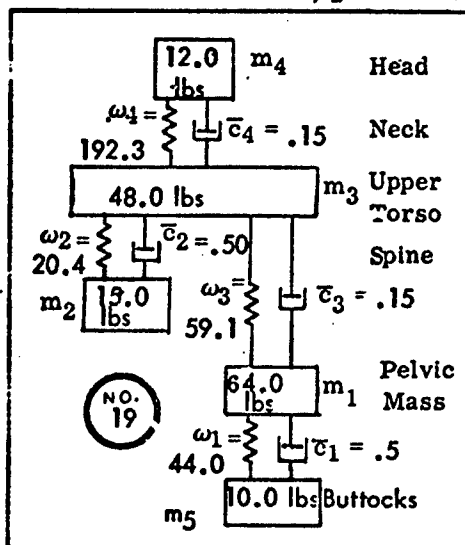 12.0 lbs m4 Head
ω4= 192.3 c̄4 = .15 Neck
48.0 lbs m3 Upper Torso
ω2= 20.4 c̄2=.50 Spine
m2 lbs
ω3= 59.1 c̄3 = .15
64.0 lbs m1 Pelvic Mass
NO. 19
ω1= 44.0 c̄1 = .5
m5 10.0 lbs Buttocks